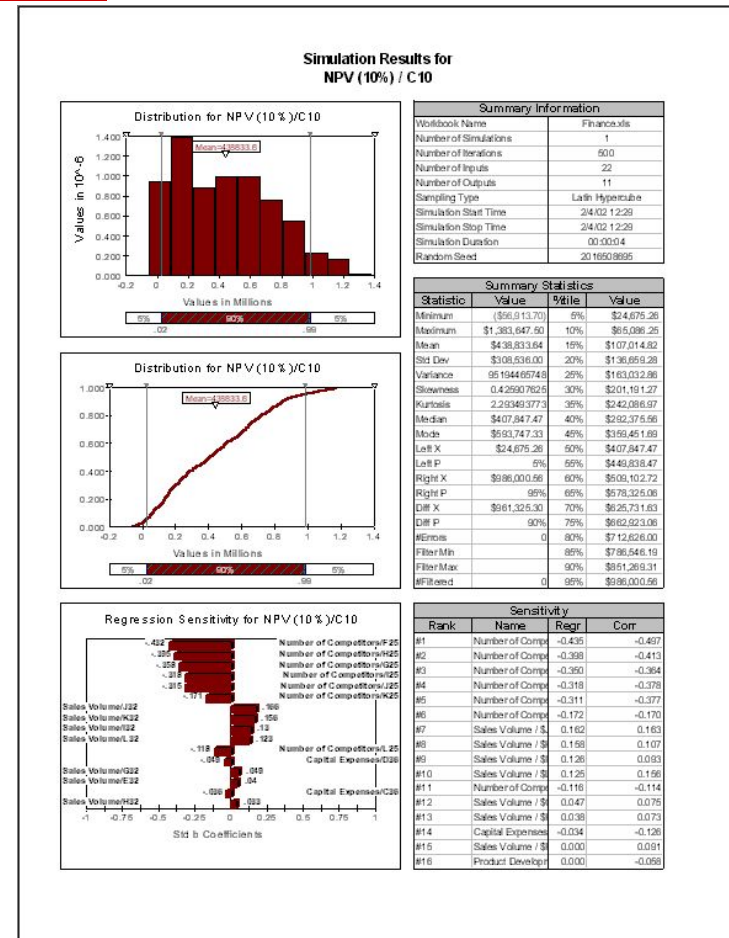 Simulation Results for
NPV (10%) / C10
Distribution for NPV (10%)/C10
Values in 10^-6
1.400
1.200
1.000
0.800
0.600
0.400
0.200
0.000
Mean=438833.6
-0.2 0 0.2 0.4 0.6 0.8 1 1.2 1.4
Values in Millions
5% 90% 5%
.02 .99
Distribution for NPV (10%)/C10
1.000
0.800
0.600
0.400
0.200
0.000
Mean=438833.6
-0.2 0 0.2 0.4 0.6 0.8 1 1.2 1.4
Values in Millions
5% 90% 5%
.02 .99
Regression Sensitivity for NPV (10%)/C10
-.432 Number of Competitors/F25
-.395 Number of Competitors/H25
-.358 Number of Competitors/G25
-.318 Number of Competitors/I25
-.315 Number of Competitors/J25
-.171 Number of Competitors/K25
Sales Volume/J32 .166
Sales Volume/K32 .156
Sales Volume/I32 .13
Sales Volume/L32 .123
-.118 Number of Competitors/L25
-.048 Capital Expenses/D36
Sales Volume/G32 .048
Sales Volume/E32 .04
-.036 Capital Expenses/C36
Sales Volume/H32 .033
-1 -0.75 -0.5 -0.25 0 0.25 0.5 0.75 1
Std b Coefficients
Summary Information
Workbook Name Finance.xls
Number of Simulations 1
Number of Iterations 500
Number of Inputs 22
Number of Outputs 11
Sampling Type Latin Hypercube
Simulation Start Time 2/4/02 12:29
Simulation Stop Time 2/4/02 12:29
Simulation Duration 00:00:04
Random Seed 2016508695
Summary Statistics
Statistic Value %tile Value
Minimum ($56,913.70) 5% $24,675.26
Maximum $1,383,647.50 10% $65,086.25
Mean $438,833.64 15% $107,014.82
Std Dev $308,536.00 20% $136,659.28
Variance 95194465748 25% $163,032.86
Skewness 0.425907625 30% $201,191.27
Kurtosis 2.293493773 35% $242,086.97
Median $407,847.47 40% $292,375.56
Mode $593,747.33 45% $359,451.69
Left X $24,675.26 50% $407,847.47
Left P 5% 55% $449,838.47
Right X $986,000.56 60% $509,102.72
Right P 95% 65% $578,325.06
Diff X $961,325.30 70% $625,731.63
Diff P 90% 75% $662,923.06
#Errors 0 80% $712,626.00
Filter Min 85% $786,546.19
Filter Max 90% $851,269.31
#Filtered 0 95% $986,000.56
Sensitivity
Rank Name Regr Corr
#1 Number of Compe -0.435 -0.497
#2 Number of Compe -0.398 -0.413
#3 Number of Compe -0.350 -0.364
#4 Number of Compe -0.318 -0.378
#5 Number of Compe -0.311 -0.377
#6 Number of Compe -0.172 -0.170
#7 Sales Volume / $ 0.162 0.163
#8 Sales Volume / $ 0.158 0.107
#9 Sales Volume / $ 0.126 0.093
#10 Sales Volume / $ 0.125 0.156
#11 Number of Compe -0.116 -0.114
#12 Sales Volume / $ 0.047 0.075
#13 Sales Volume / $ 0.038 0.073
#14 Capital Expenses -0.034 -0.126
#15 Sales Volume / $ 0.000 0.091
#16 Product Developr 0.000 -0.058